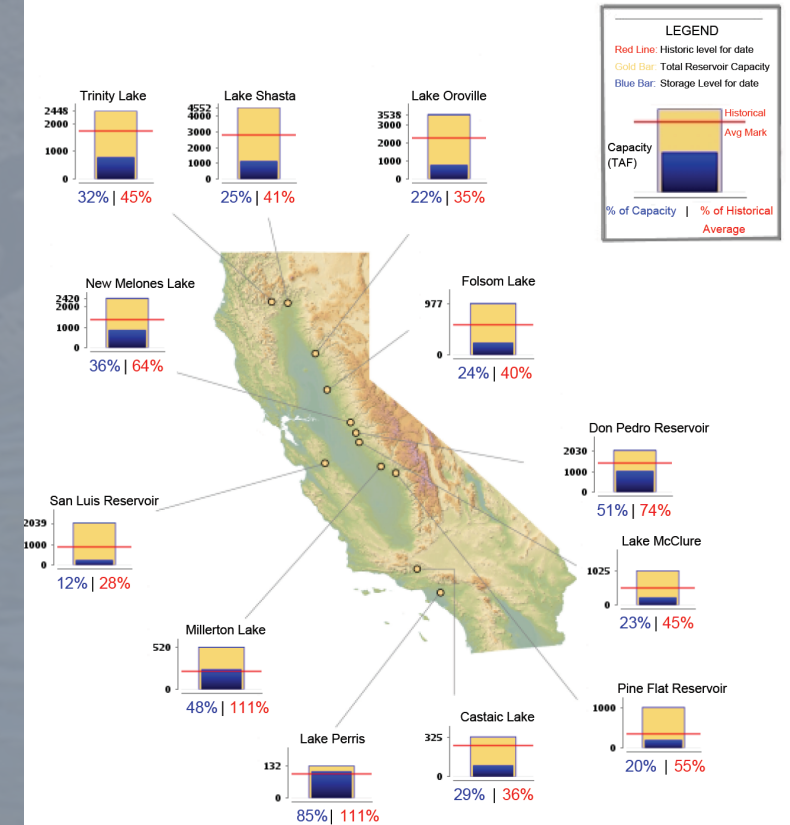 LEGEND
Red Line: Historic level for date
Gold Bar: Total Reservoir Capacity
Blue Bar: Storage Level for date
Historical
Avg Mark
Capacity
(TAF)
% of Capacity | % of Historical
Average
Trinity Lake
2448
2000
1000
0
32% | 45%
Lake Shasta
4552
4000
3000
2000
1000
0
25% | 41%
Lake Oroville
3538
3000
2000
1000
0
22% | 35%
New Melones Lake
2420
2000
1000
0
36% | 64%
Folsom Lake
977
0
24% | 40%
Don Pedro Reservoir
2030
1000
0
51% | 74%
San Luis Reservoir
2039
1000
0
12% | 28%
Lake McClure
1025
0
23% | 45%
Millerton Lake
520
0
48% | 111%
Pine Flat Reservoir
1000
0
20% | 55%
Castaic Lake
325
0
29% | 36%
Lake Perris
132
0
85% | 111%